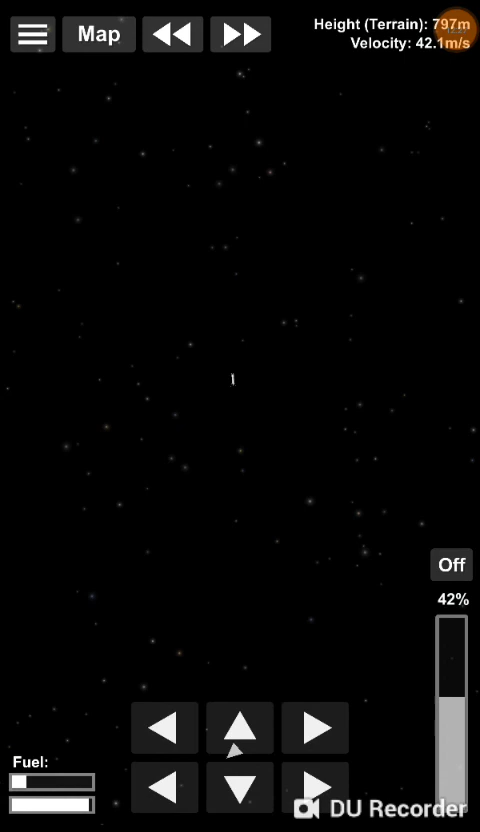 Map
Height (Terrain): 797m
Velocity: 42.1m/s
Off
42%
Fuel:
DU Recorder